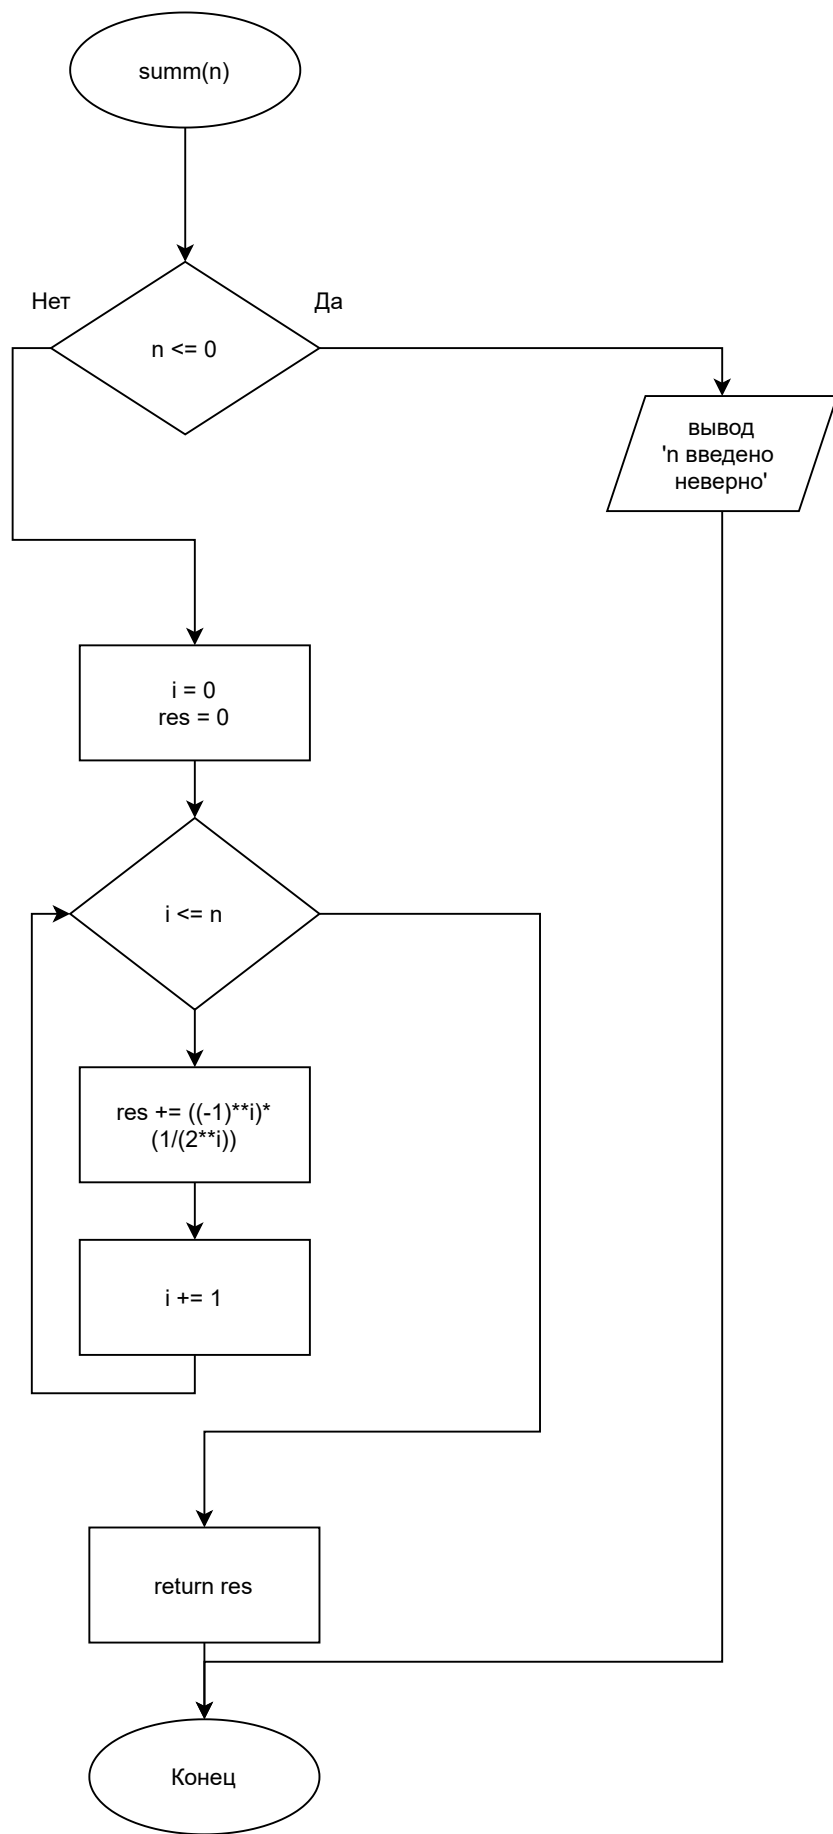 summ(n)
Нет
Да
n <= 0
вывод
'n введено
неверно'
i = 0
res = 0
i <= n
res += ((-1)**i)*
(1/(2**i))
i += 1
return res
Конец